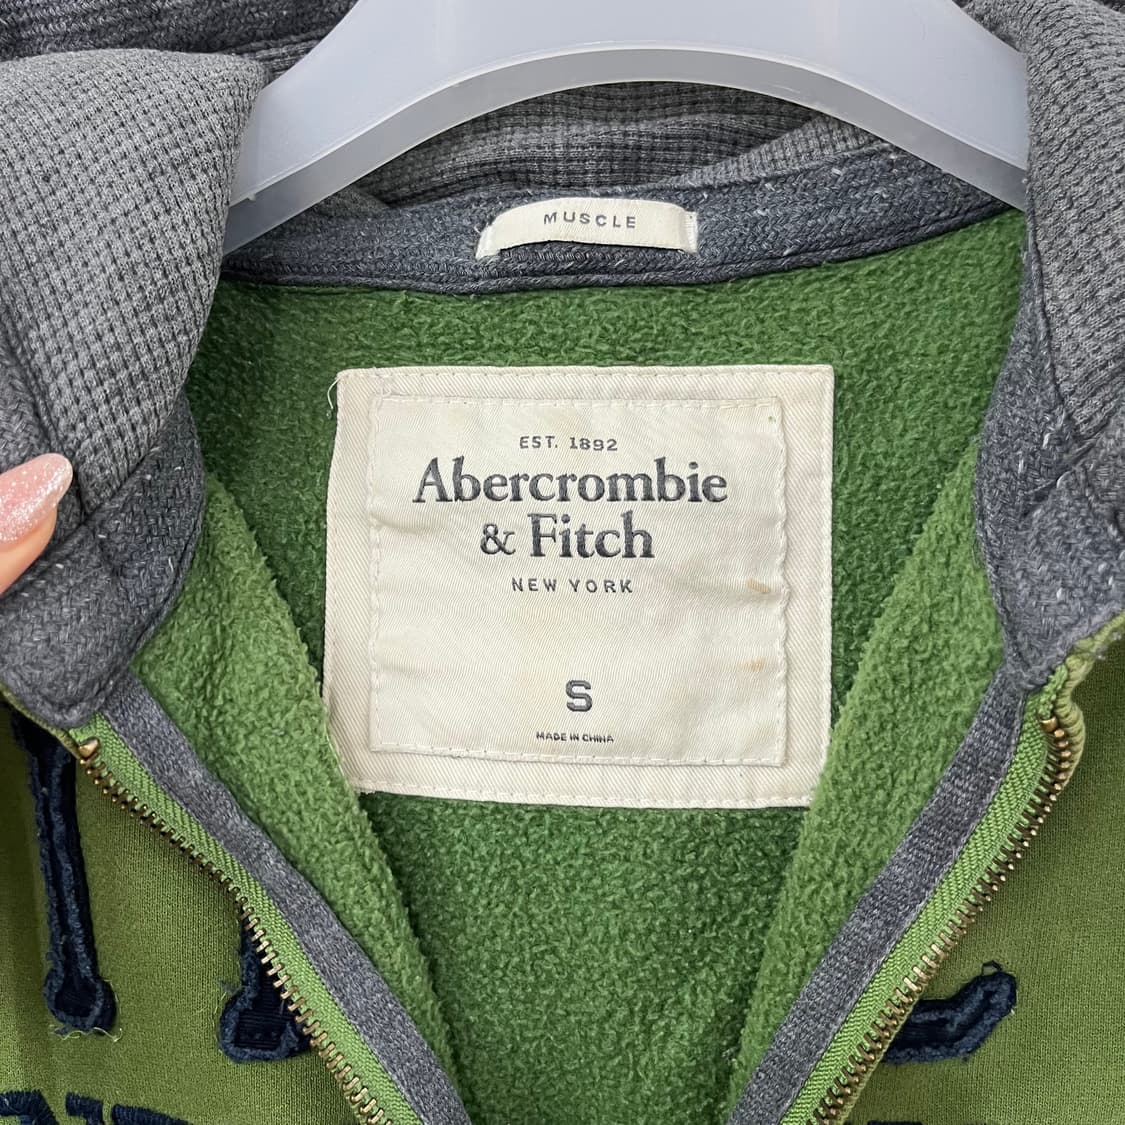 MUSCLE
EST. 1892
Abercrombie
& Fitch
NEW YORK
S
MADE IN CHINA